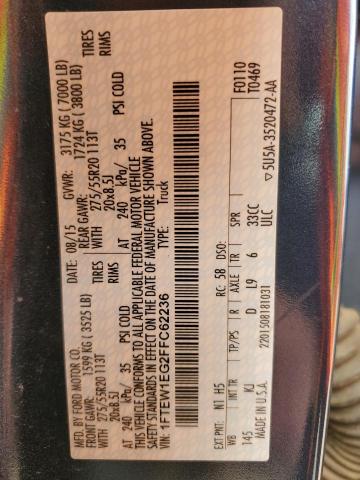 MFD. BY FORD MOTOR CO.
DATE: 08/15 GVWR: 3175 KG ( 7000 LB)
FRONT GAWR: 1599 KG ( 3525 LB) REAR GAWR: 1724 KG ( 3800 LB)
WITH 275/55R20 113T TIRES WITH 275/55R20 113T TIRES
20x8.5J RIMS 20x8.5J RIMS
AT 240 kPa/ 35 PSI COLD AT 240 kPa/ 35 PSI COLD
THIS VEHICLE CONFORMS TO ALL APPLICABLE FEDERAL MOTOR VEHICLE
SAFETY STANDARDS IN EFFECT ON THE DATE OF MANUFACTURE SHOWN ABOVE.
VIN: 1FTEW1EG2FFC62236 Truck
F0110
T0469
EXT PNT: N1 H5 RC: 58 DSO:
WB INT TR TP/PS R AXLE TR SPR
145 KJ D L9 6 33CC
ULC
MADE IN U.S.A. 2201508181031 ▽5U5A-3520472-AA